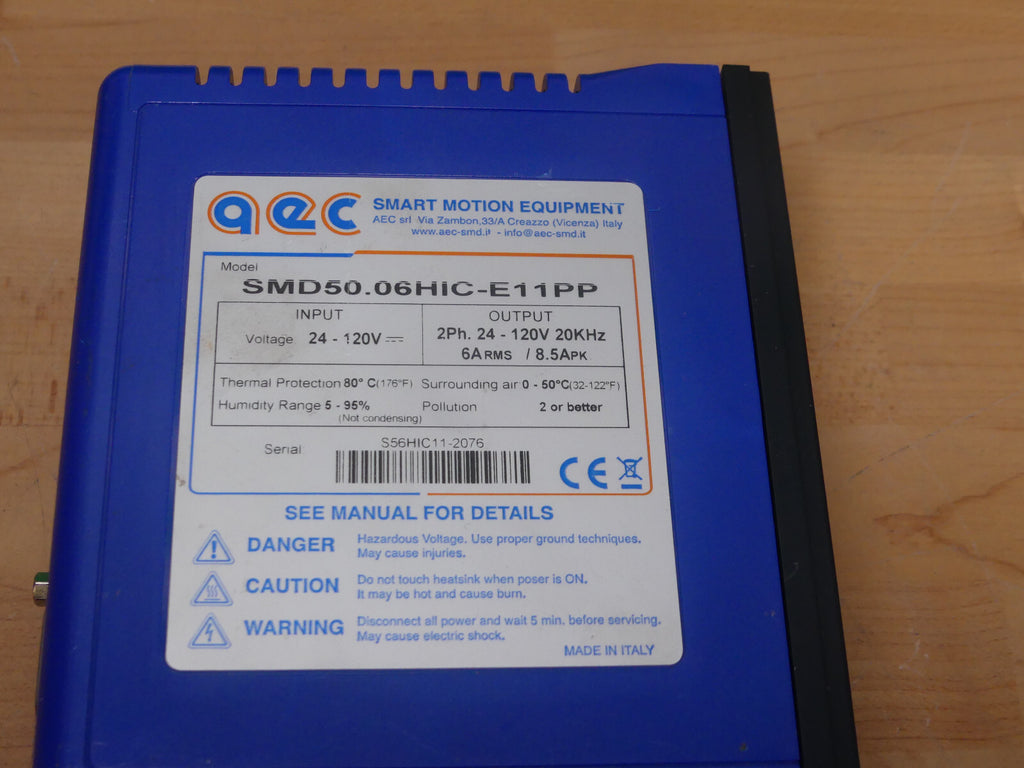 aec SMART MOTION EQUIPMENT
AEC srl Via Zambon,33/A Creazzo (Vicenza) Italy
www.aec-smd.it - info@aec-smd.it
Model
SMD50.06HIC-E11PP
INPUT
Voltage 24 - 120V
OUTPUT
2Ph. 24 - 120V 20KHz
6ARMS / 8.5APK
Thermal Protection 80° C(176°F) Surrounding air 0 - 50°C(32-122°F)
Humidity Range 5 - 95% Pollution 2 or better
(Not condensing)
Serial S56HIC11-2076
CE
SEE MANUAL FOR DETAILS
DANGER Hazardous Voltage. Use proper ground techniques.
May cause injuries.
CAUTION Do not touch heatsink when poser is ON.
It may be hot and cause burn.
WARNING Disconnect all power and wait 5 min. before servicing.
May cause electric shock.
MADE IN ITALY